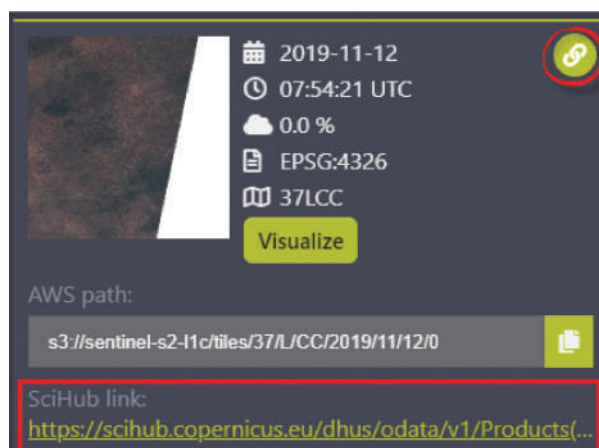 2019-11-12
07:54:21 UTC
0.0 %
EPSG:4326
37LCC
Visualize
AWS path:
s3://sentinel-s2-l1c/tiles/37/L/CC/2019/11/12/0
SciHub link:
https://scihub.copernicus.eu/dhus/odata/v1/Products(...